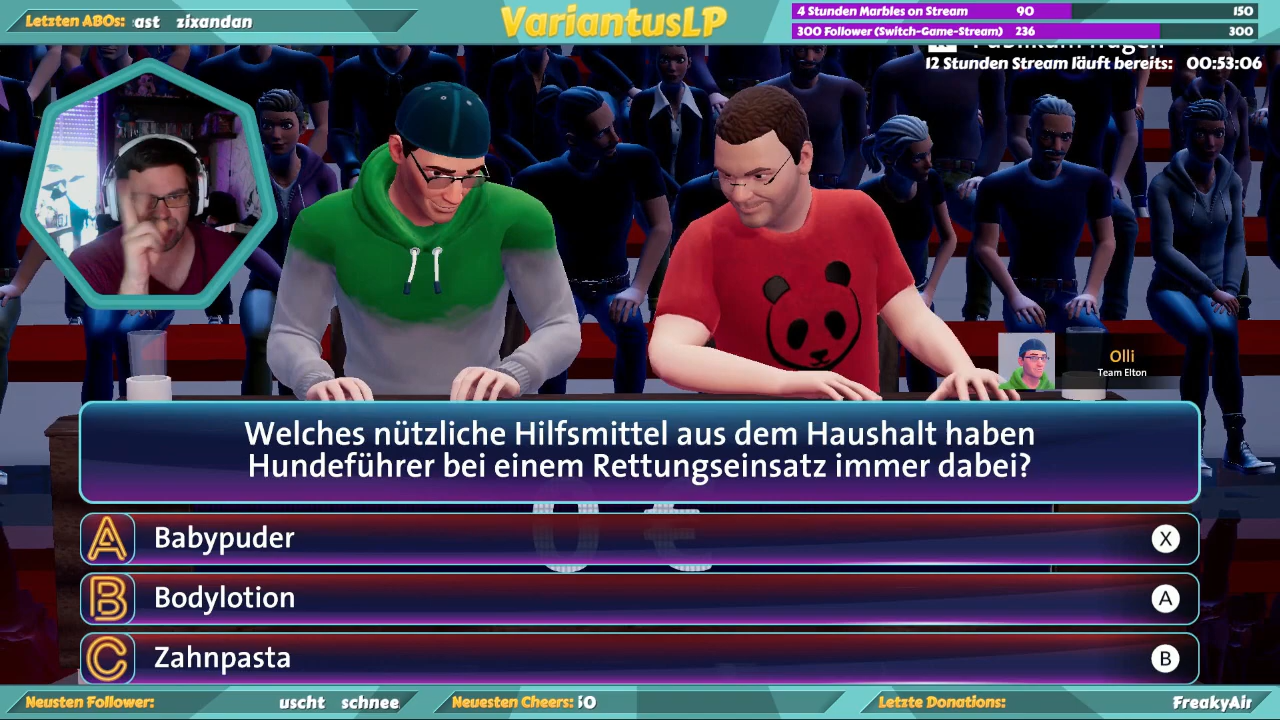 Letzten ABOs: ast zixandan
VariantusLP
4 Stunden Marbles on Stream 90 150
300 Follower (Switch-Game-Stream) 236 300
12 Stunden Stream läuft bereits: 00:53:06
Olli
Team Elton
Welches nützliche Hilfsmittel aus dem Haushalt haben
Hundeführer bei einem Rettungseinsatz immer dabei?
0 €
A Babypuder X
B Bodylotion A
C Zahnpasta B
Neusten Follower: uscht schnee
Neuesten Cheers:
Letzte Donations: FreakyAir